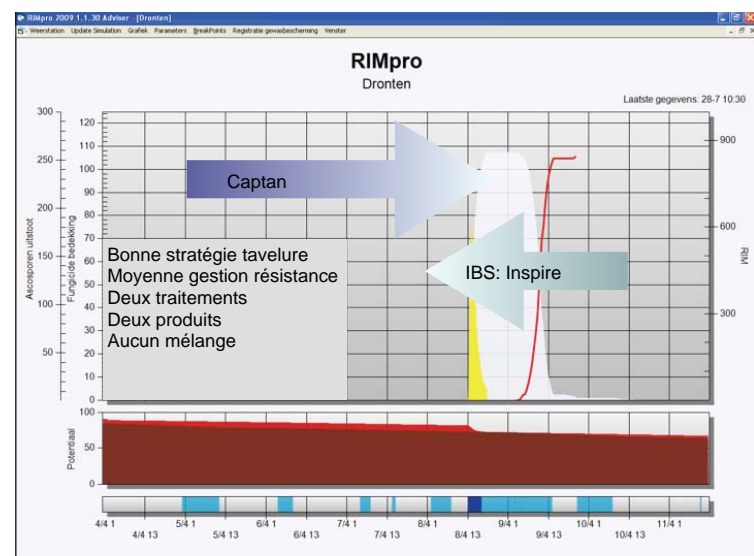 RIMpro 2009 1.1.30 Adviser - [Dronten]
Weerstation Update Simulation Grafiek Parameters BreakPoints Registratie gewasbescherming Venster
RIMpro
Dronten
Laatste gegevens: 28-7 10:30
300
250
200
150
100
50
Ascosporen uitstoot
120
110
100
90
80
70
60
50
40
30
20
10
0
Fungicide bedekking
900
600
300
RIM
Captan
IBS: Inspire
Bonne stratégie tavelure
Moyenne gestion résistance
Deux traitements
Deux produits
Aucun mélange
100
50
0
Potentiaal
4/4 1 5/4 1 6/4 1 7/4 1 8/4 1 9/4 1 10/4 1 11/4 1
4/4 13 5/4 13 6/4 13 7/4 13 8/4 13 9/4 13 10/4 13